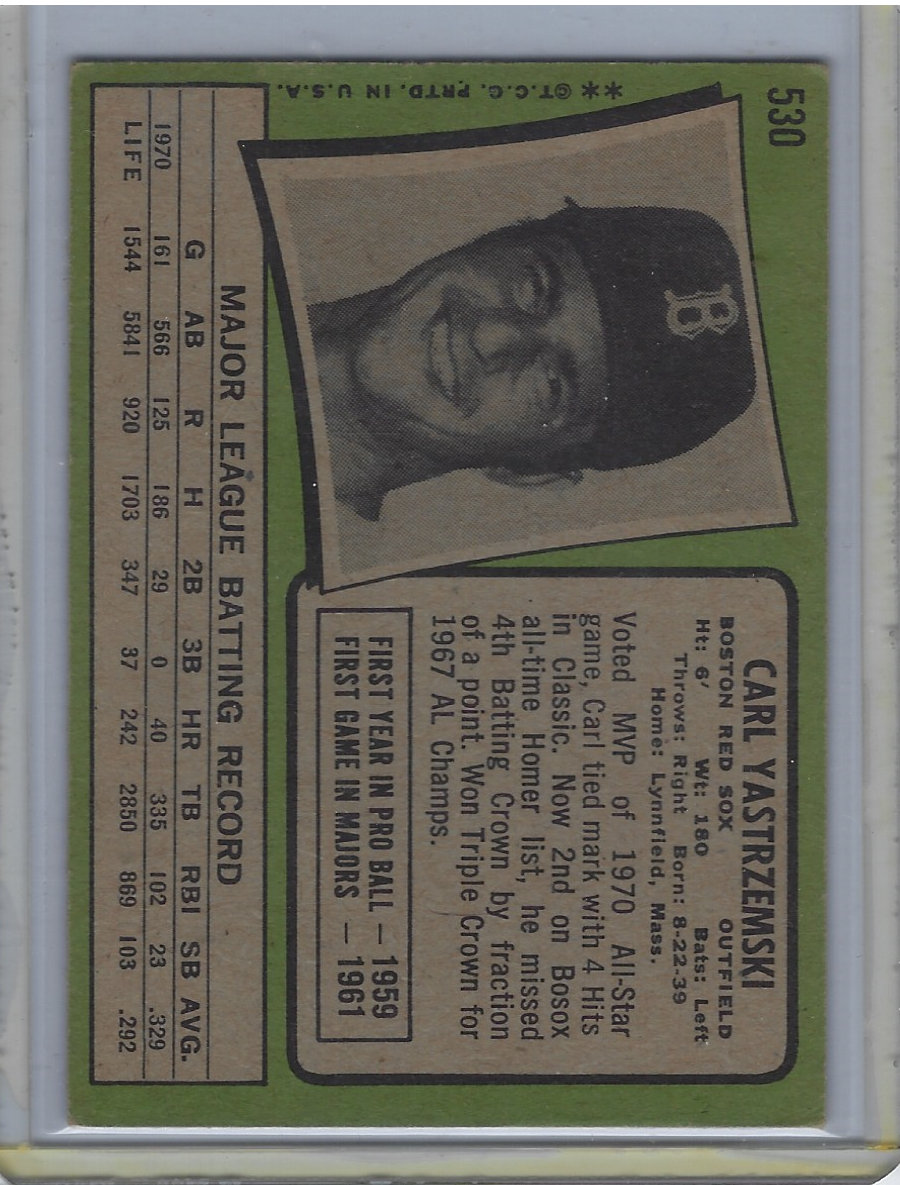 530
**©T.C.G. PRTD. IN U.S.A.
B
CARL YASTRZEMSKI
BOSTON RED SOX OUTFIELD
Ht: 6' Wt: 180 Bats: Left
Throws: Right Born: 8-22-39
Home: Lynnfield, Mass.
Voted MVP of 1970 All-Star
game, Carl tied mark with 4 Hits
in Classic. Now 2nd on Bosox
all-time Homer list, he missed
4th Batting Crown by fraction
of a point. Won Triple Crown for
1967 AL Champs.
FIRST YEAR IN PRO BALL — 1959
FIRST GAME IN MAJORS — 1961
MAJOR LEAGUE BATTING RECORD
G AB R H 2B 3B HR TB RBI SB AVG.
1970 161 566 125 186 29 0 40 335 102 23 .329
LIFE 1544 5841 920 1703 347 37 242 2850 869 103 .292